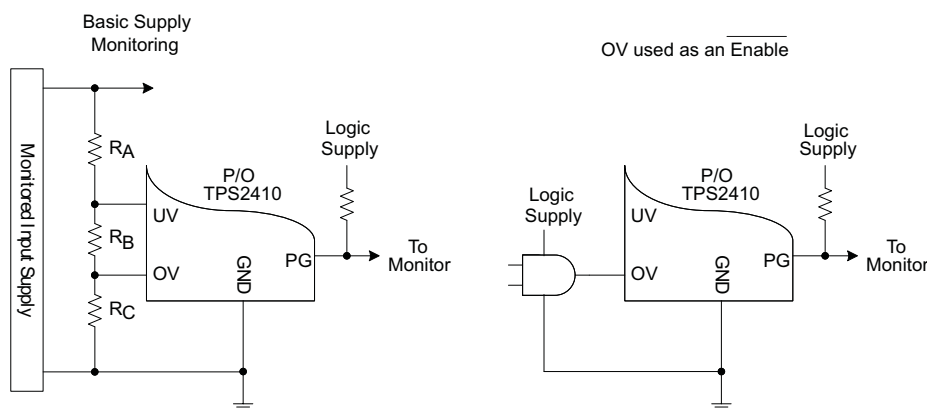 Basic Supply
Monitoring
Monitored Input Supply
RA
RB
RC
P/O
TPS2410
UV
OV
GND
PG
Logic
Supply
To
Monitor
OV used as an Enable
Logic
Supply
P/O
TPS2410
UV
OV
GND
PG
Logic
Supply
To
Monitor